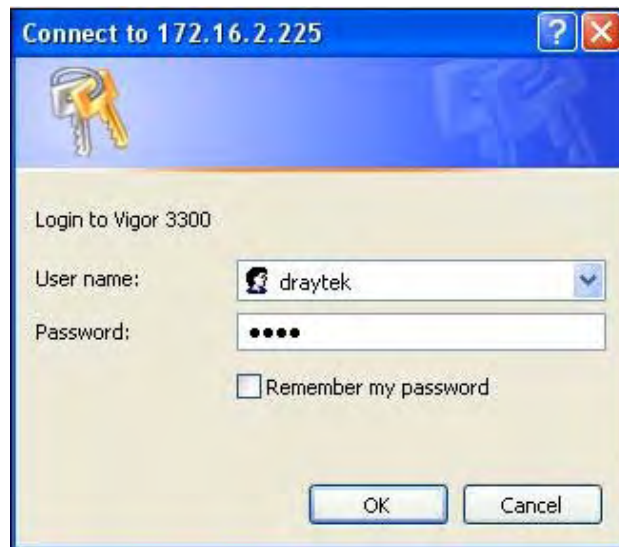 Connect to 172.16.2.225
Login to Vigor 3300
User name:
draytek
Password:
••••
Remember my password
OK
Cancel